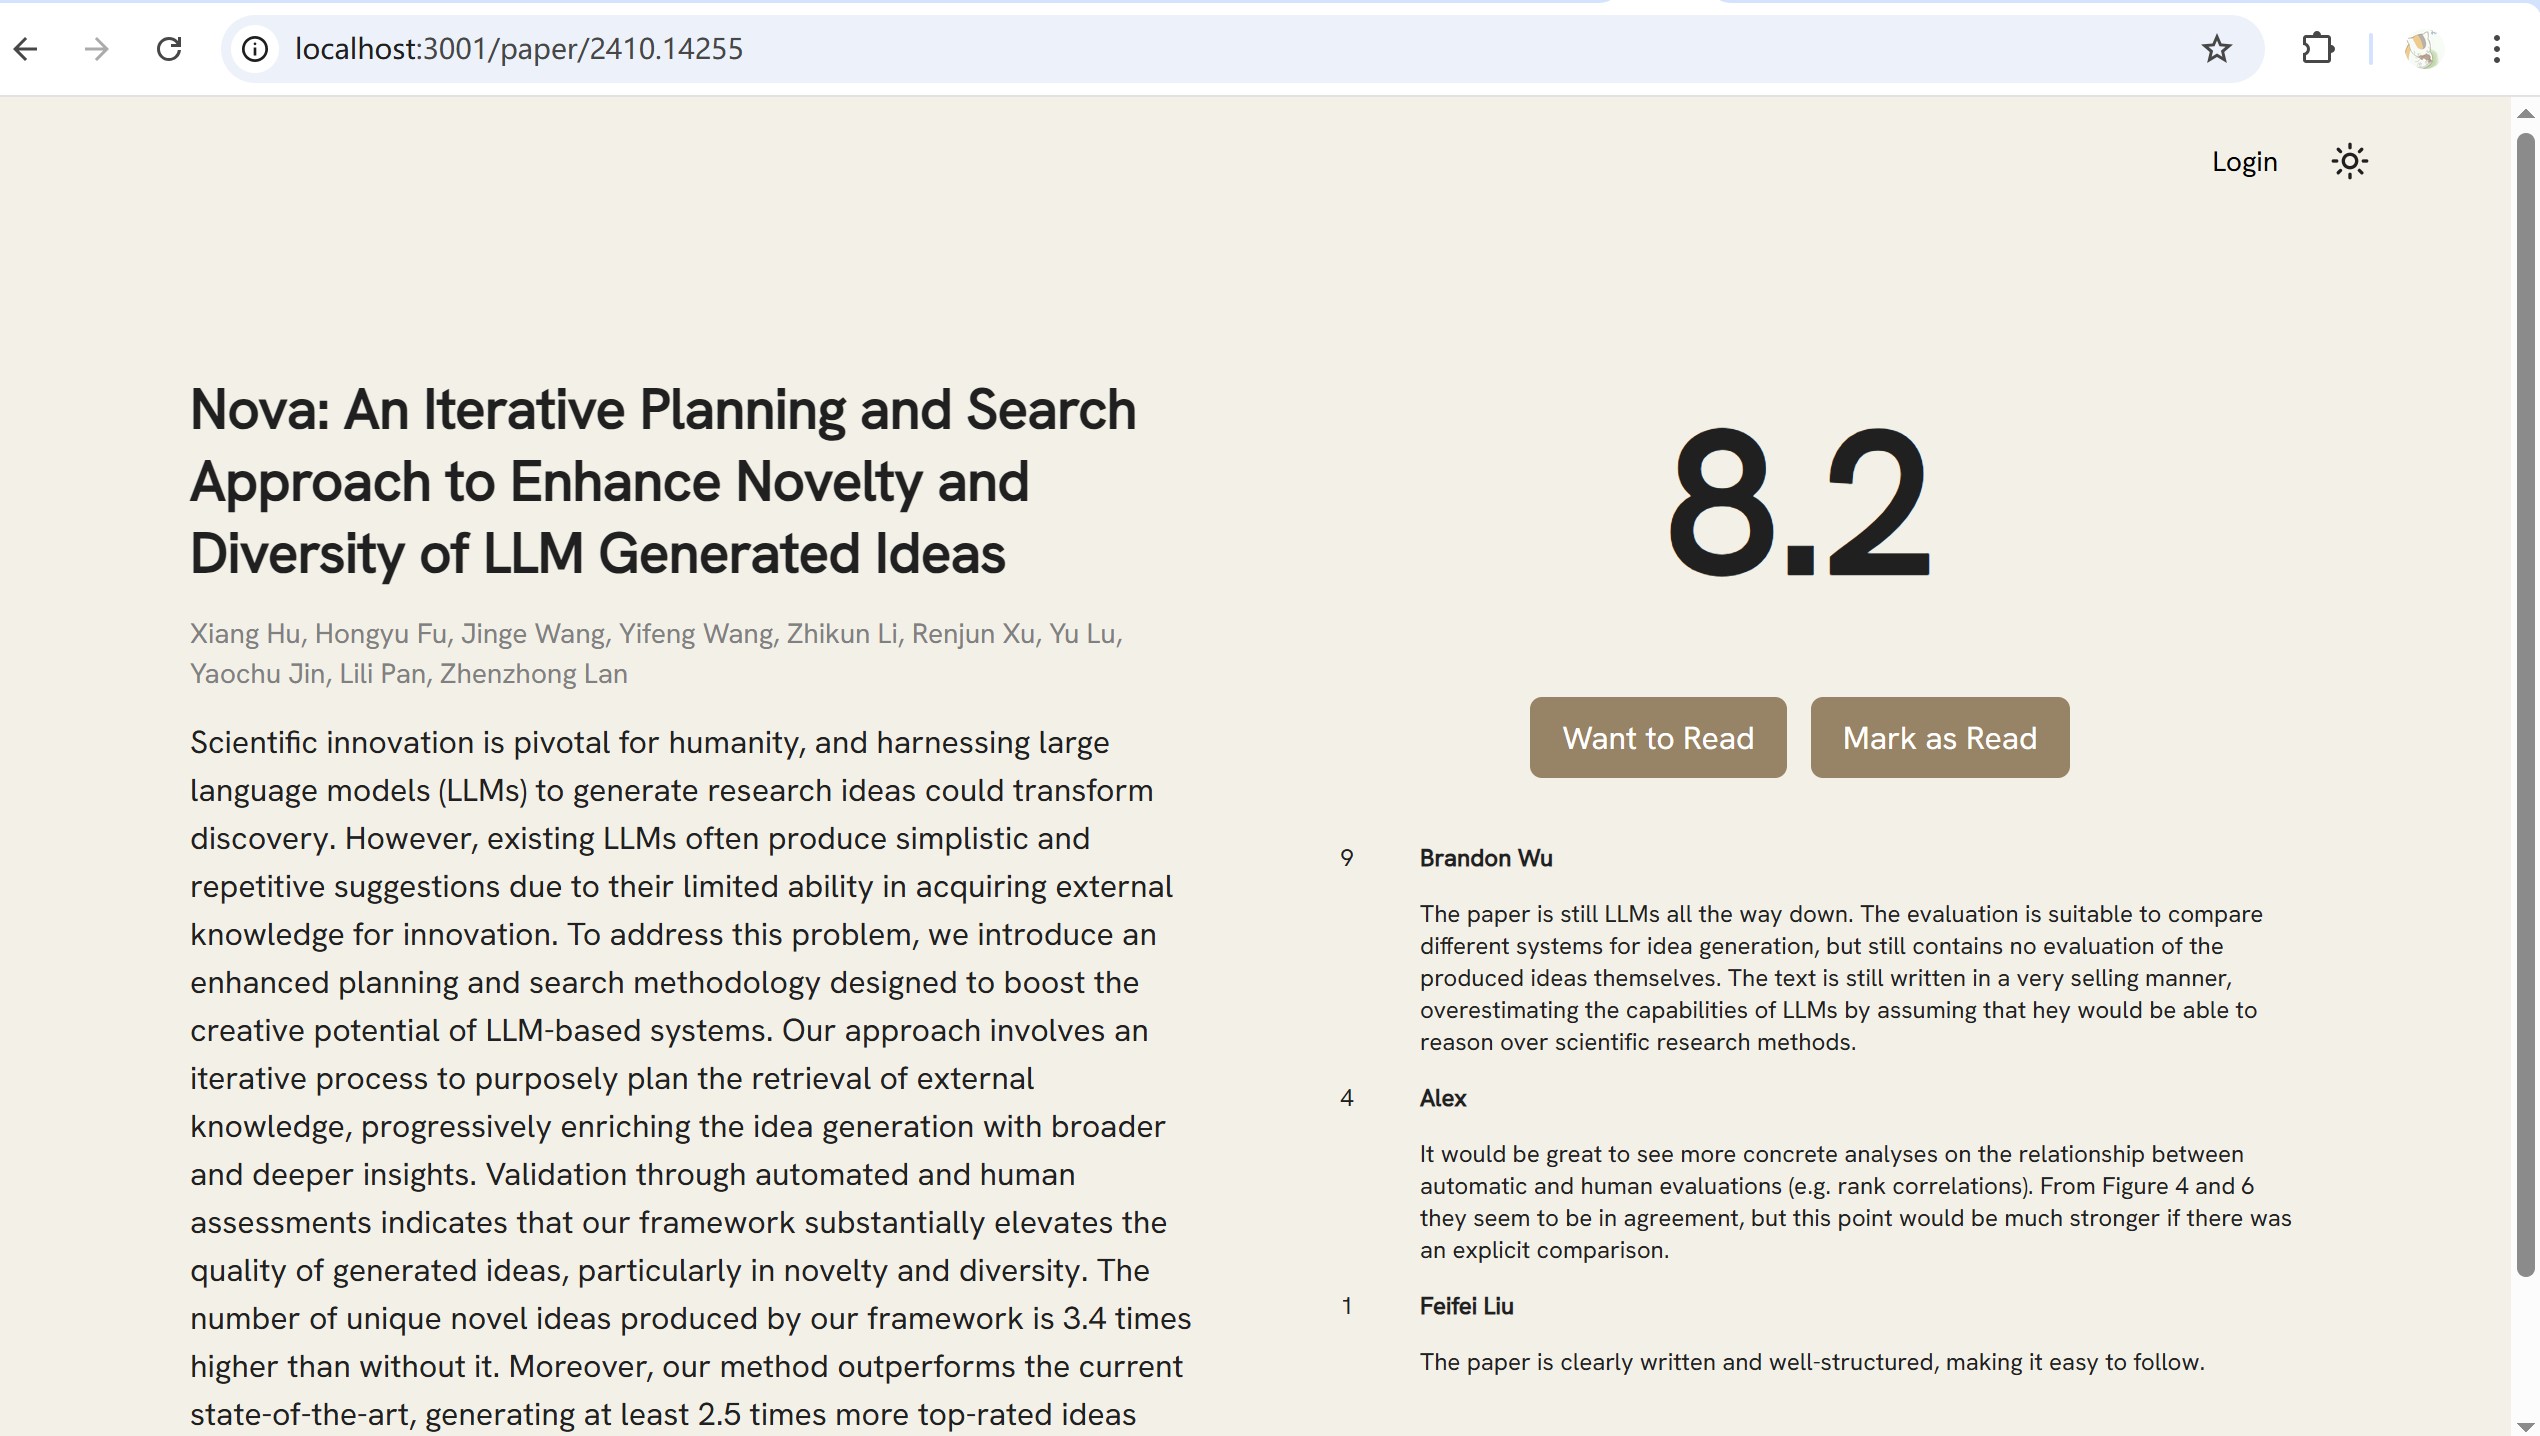 localhost:3001/paper/2410.14255
Login
Nova: An Iterative Planning and Search
Approach to Enhance Novelty and
Diversity of LLM Generated Ideas
Xiang Hu, Hongyu Fu, Jinge Wang, Yifeng Wang, Zhikun Li, Renjun Xu, Yu Lu,
Yaochu Jin, Lili Pan, Zhenzhong Lan
Scientific innovation is pivotal for humanity, and harnessing large
language models (LLMs) to generate research ideas could transform
discovery. However, existing LLMs often produce simplistic and
repetitive suggestions due to their limited ability in acquiring external
knowledge for innovation. To address this problem, we introduce an
enhanced planning and search methodology designed to boost the
creative potential of LLM-based systems. Our approach involves an
iterative process to purposely plan the retrieval of external
knowledge, progressively enriching the idea generation with broader
and deeper insights. Validation through automated and human
assessments indicates that our framework substantially elevates the
quality of generated ideas, particularly in novelty and diversity. The
number of unique novel ideas produced by our framework is 3.4 times
higher than without it. Moreover, our method outperforms the current
state-of-the-art, generating at least 2.5 times more top-rated ideas
8.2
Want to Read
Mark as Read
9
Brandon Wu
The paper is still LLMs all the way down. The evaluation is suitable to compare
different systems for idea generation, but still contains no evaluation of the
produced ideas themselves. The text is still written in a very selling manner,
overestimating the capabilities of LLMs by assuming that hey would be able to
reason over scientific research methods.
4
Alex
It would be great to see more concrete analyses on the relationship between
automatic and human evaluations (e.g. rank correlations). From Figure 4 and 6
they seem to be in agreement, but this point would be much stronger if there was
an explicit comparison.
1
Feifei Liu
The paper is clearly written and well-structured, making it easy to follow.